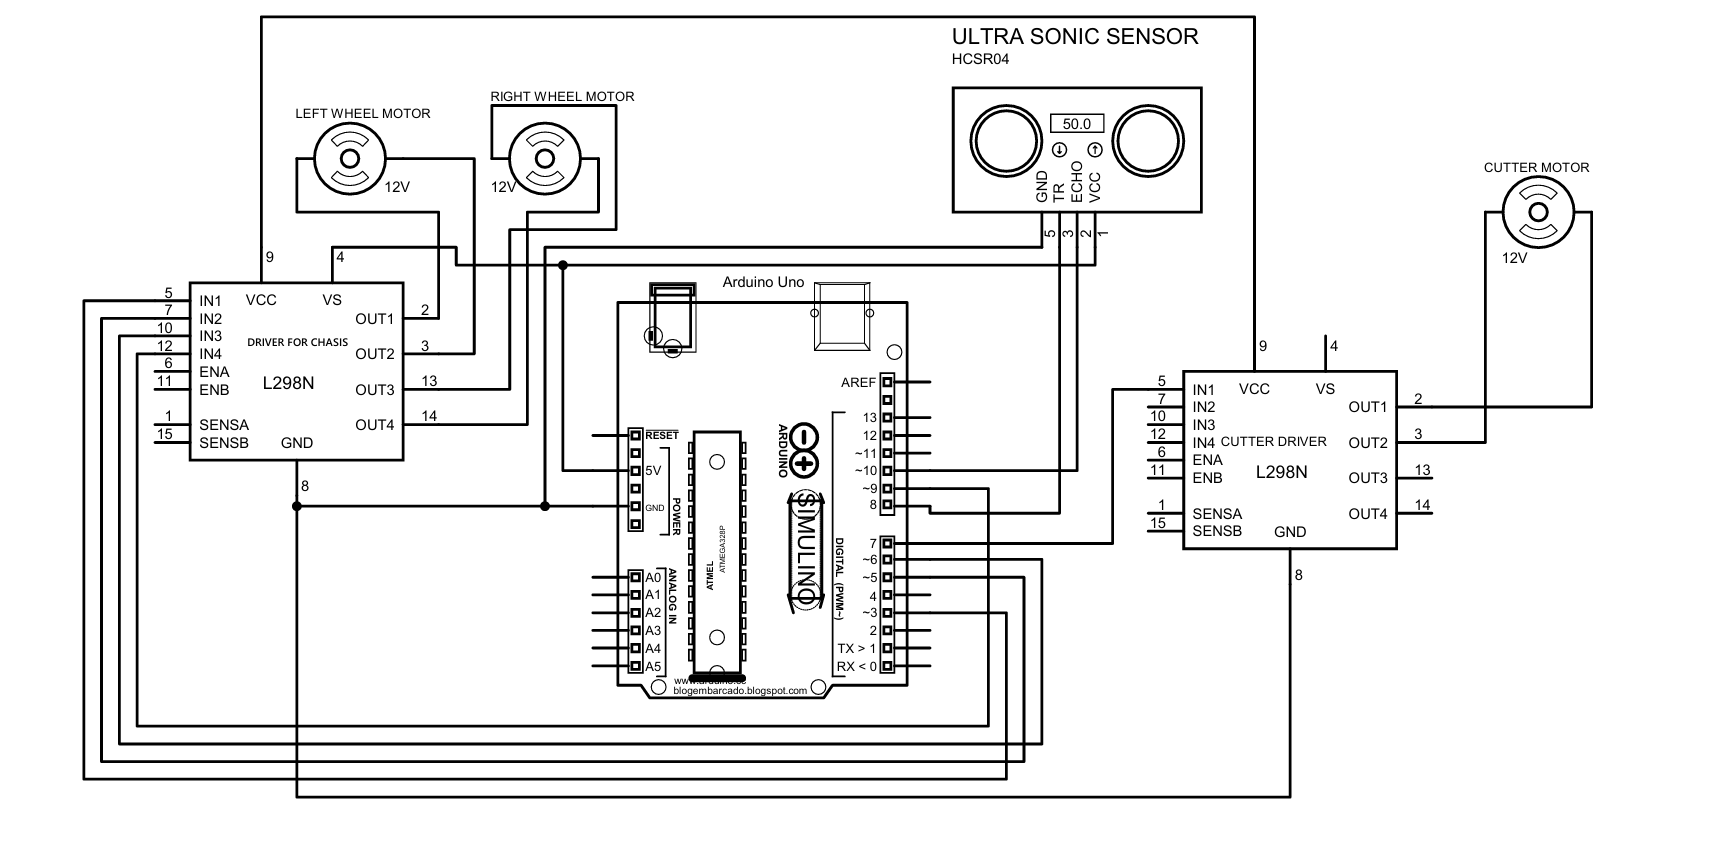 ULTRA SONIC SENSOR
HCSR04
50.0
GND
TR
ECHO
VCC
5
3
2
1
LEFT WHEEL MOTOR
12V
RIGHT WHEEL MOTOR
12V
CUTTER MOTOR
12V
9
4
5 IN1 VCC VS
7 IN2 OUT1 2
10 IN3 DRIVER FOR CHASIS
12 IN4 OUT2 3
6 ENA
L298N
11 ENB OUT3 13
1 SENSA OUT4 14
15 SENSB GND
8
Arduino Uno
AREF
13
12
~11
~10
~9
8
7
~6
~5
4
~3
2
TX > 1
RX < 0
DIGITAL (PWM~)
RESET
5V
GND
POWER
A0
A1
A2
A3
A4
A5
ANALOG IN
ATMEL
ATMEGA328P
ARDUINO
SIMULINO
blogembarcado.blogspot.com
9
4
5 IN1 VCC VS
7 IN2 OUT1 2
10 IN3
12 IN4 CUTTER DRIVER OUT2 3
6 ENA
L298N
11 ENB OUT3 13
1 SENSA OUT4 14
15 SENSB GND
8